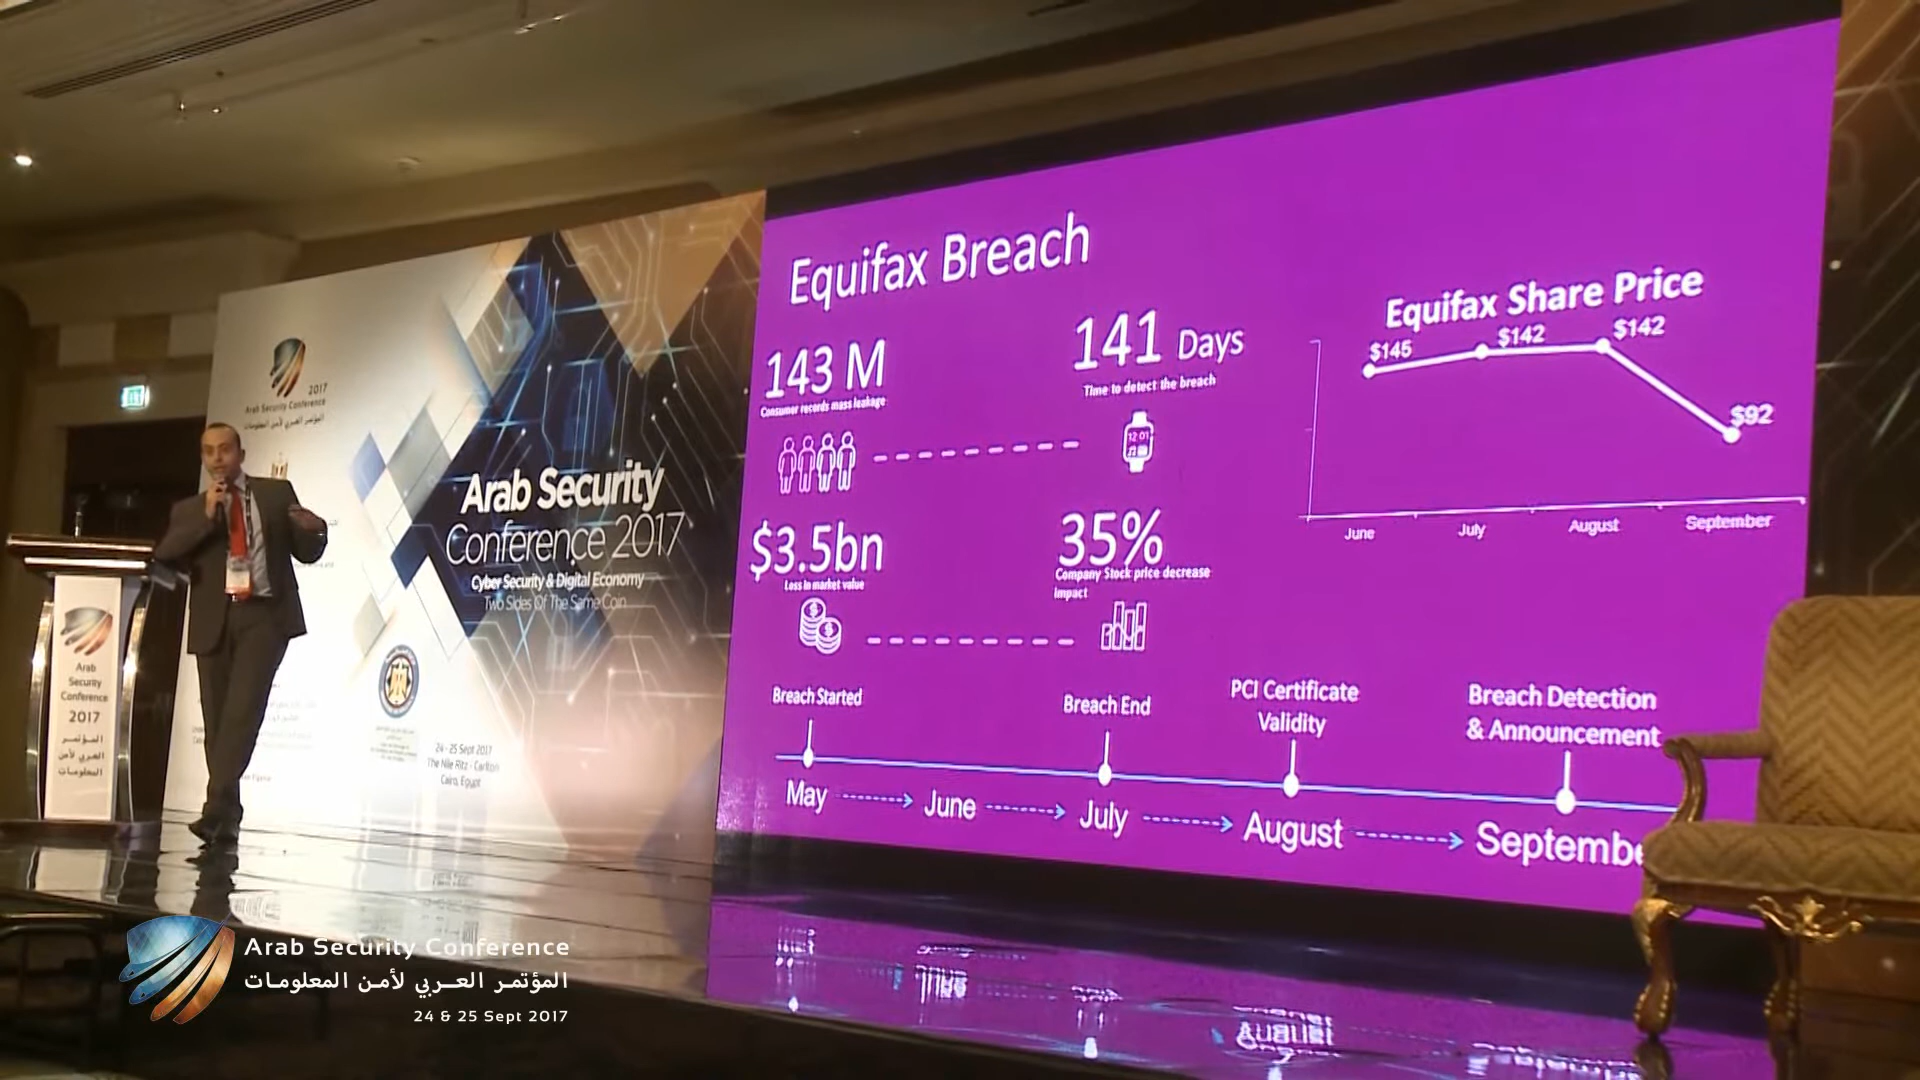 2017
Arab Security Conference
المؤتمر العربي لأمن المعلومات
Arab
Security
Conference
2017
المؤتمر
العربي لأمن
المعلومات
Arab Security
Conference 2017
Cyber Security & Digital Economy
Two Sides Of The Same Coin
24 - 25 Sept 2017
The Nile Ritz - Carlton
Cairo, Egypt
Equifax Breach
143 M
Consumer records mass leakage
141 Days
Time to detect the breach
12 01
$3.5bn
Loss in market value
35%
Company Stock price decrease
impact
Equifax Share Price
$145
$142
$142
$92
June
July
August
September
Breach Started
Breach End
PCI Certificate
Validity
Breach Detection
& Announcement
May
June
July
August
Septembe
Arab Security Conference
المؤتمر العربي لأمن المعلومات
24 & 25 Sept 2017